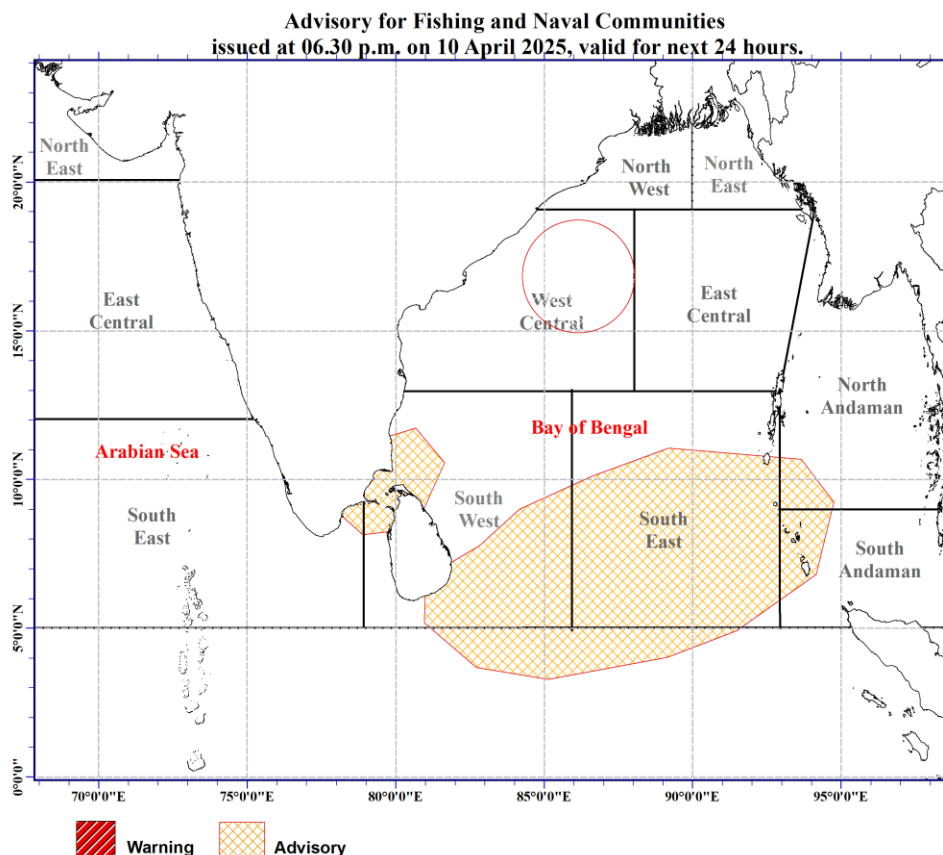 Advisory for Fishing and Naval Communities
issued at 06.30 p.m. on 10 April 2025, valid for next 24 hours.
North
East
North
West
North
East
East
Central
West
Central
East
Central
North
Andaman
Arabian Sea
Bay of Bengal
South
East
South
West
South
East
South
Andaman
20°0'0"N
15°0'0"N
10°0'0"N
5°0'0"N
0°0'0"
70°0'0"E
75°0'0"E
80°0'0"E
85°0'0"E
90°0'0"E
95°0'0"E
Warning
Advisory